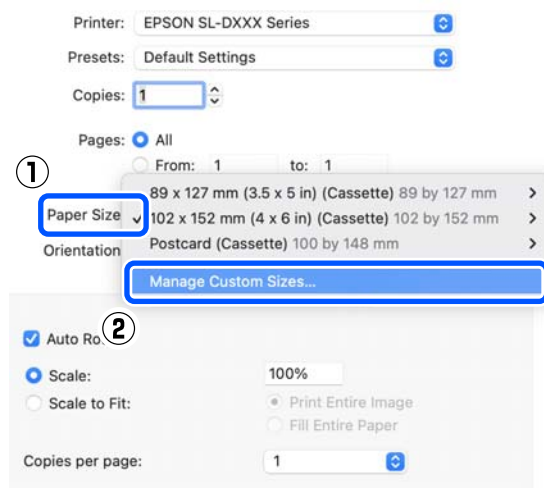 Printer: EPSON SL-DXXX Series
Presets: Default Settings
Copies: 1
Pages: All
From: 1 to: 1
①
89 x 127 mm (3.5 x 5 in) (Cassette) 89 by 127 mm
Paper Size ✓ 102 x 152 mm (4 x 6 in) (Cassette) 102 by 152 mm
Orientation Postcard (Cassette) 100 by 148 mm
Manage Custom Sizes...
②
Auto Ro
Scale: 100%
Scale to Fit: Print Entire Image
Fill Entire Paper
Copies per page: 1